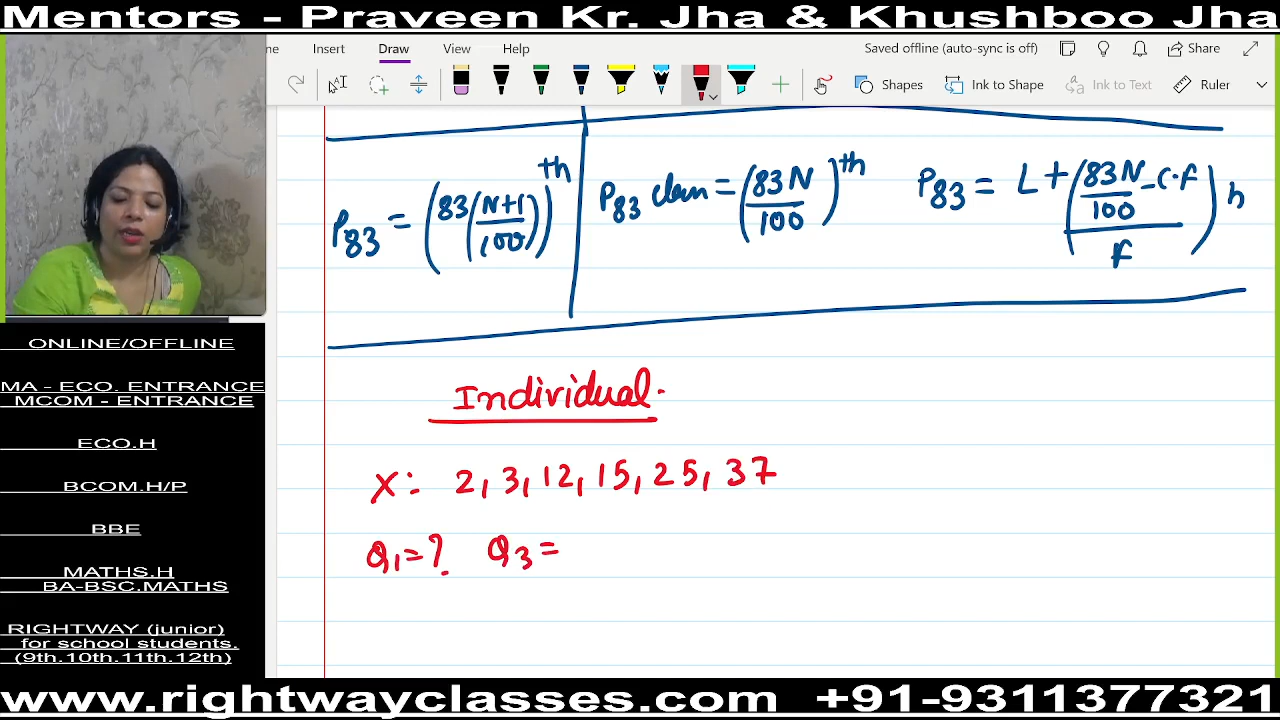 Mentors - Praveen Kr. Jha & Khushboo Jha
me Insert Draw View Help Saved offline (auto-sync is off) Share
Shapes Ink to Shape Ink to Text Ruler
P83 = (83(N+1/100))th
P83 class = (83N/100)th
P83 = L + (83N/100 - C.f / f) h
Individual.
X: 2, 3, 12, 15, 25, 37
Q1=? Q3=
ONLINE/OFFLINE
MA - ECO. ENTRANCE
MCOM - ENTRANCE
ECO.H
BCOM.H/P
BBE
MATHS.H
BA-BSC.MATHS
RIGHTWAY (junior)
for school students.
(9th.10th.11th.12th)
www.rightwayclasses.com +91-9311377321